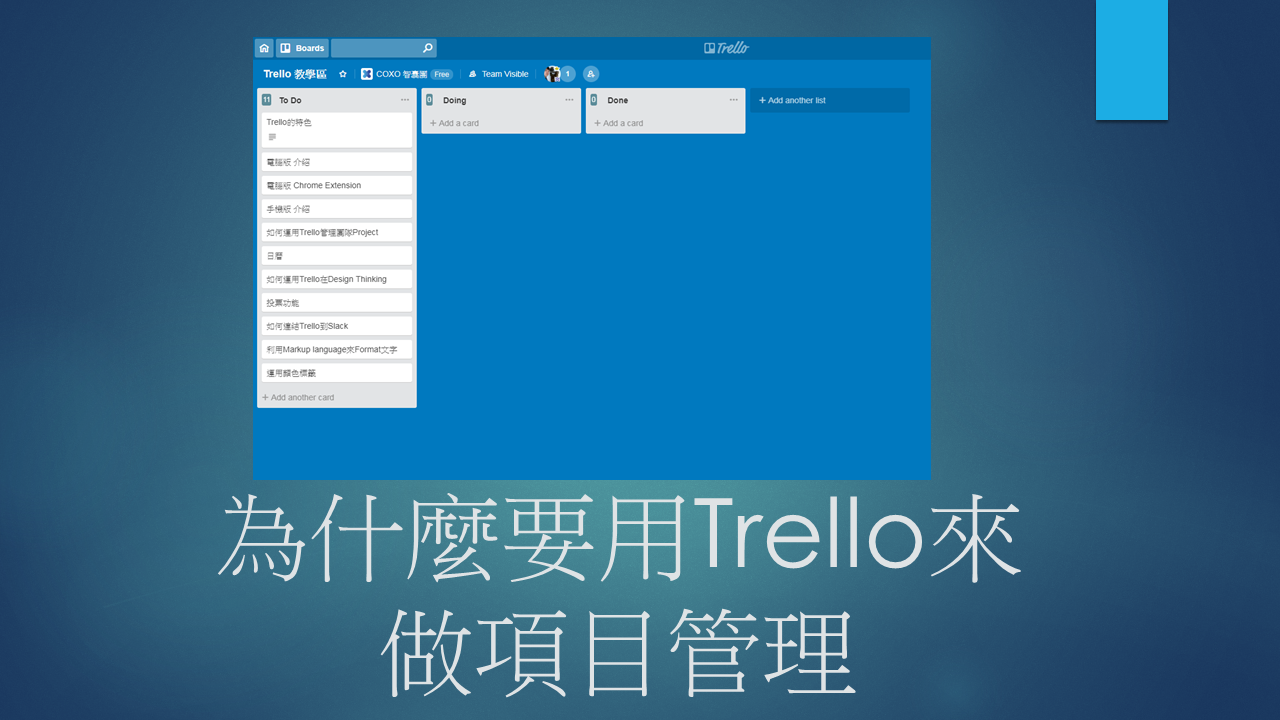 Boards
Trello
Trello 教學區
COXO 智囊團 Free
Team Visible
1
11 To Do
Trello的特色
電腦版 介紹
電腦版 Chrome Extension
手機版 介紹
如何運用Trello管理團隊Project
日曆
如何運用Trello在Design Thinking
投票功能
如何連結Trello到Slack
利用Markup language來Format文字
運用顏色標籤
+ Add another card
0 Doing
+ Add a card
0 Done
+ Add a card
+ Add another list
為什麼要用Trello來
做項目管理